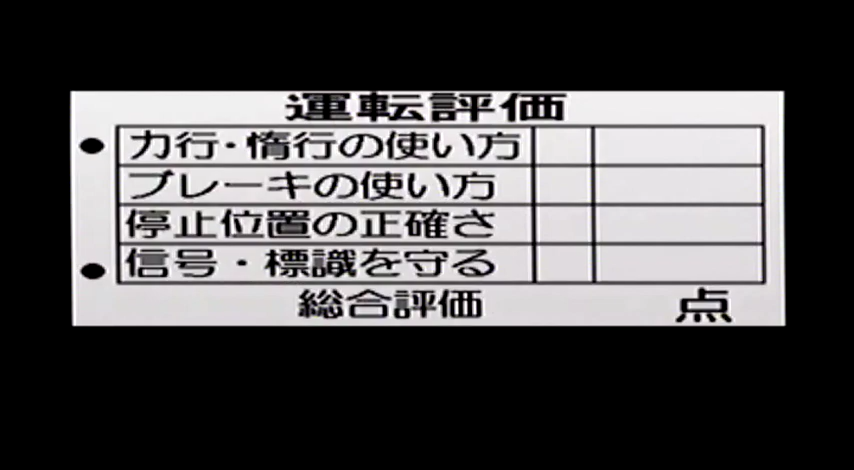 運転評価
力行・惰行の使い方
ブレーキの使い方
停止位置の正確さ
信号・標識を守る
総合評価 点